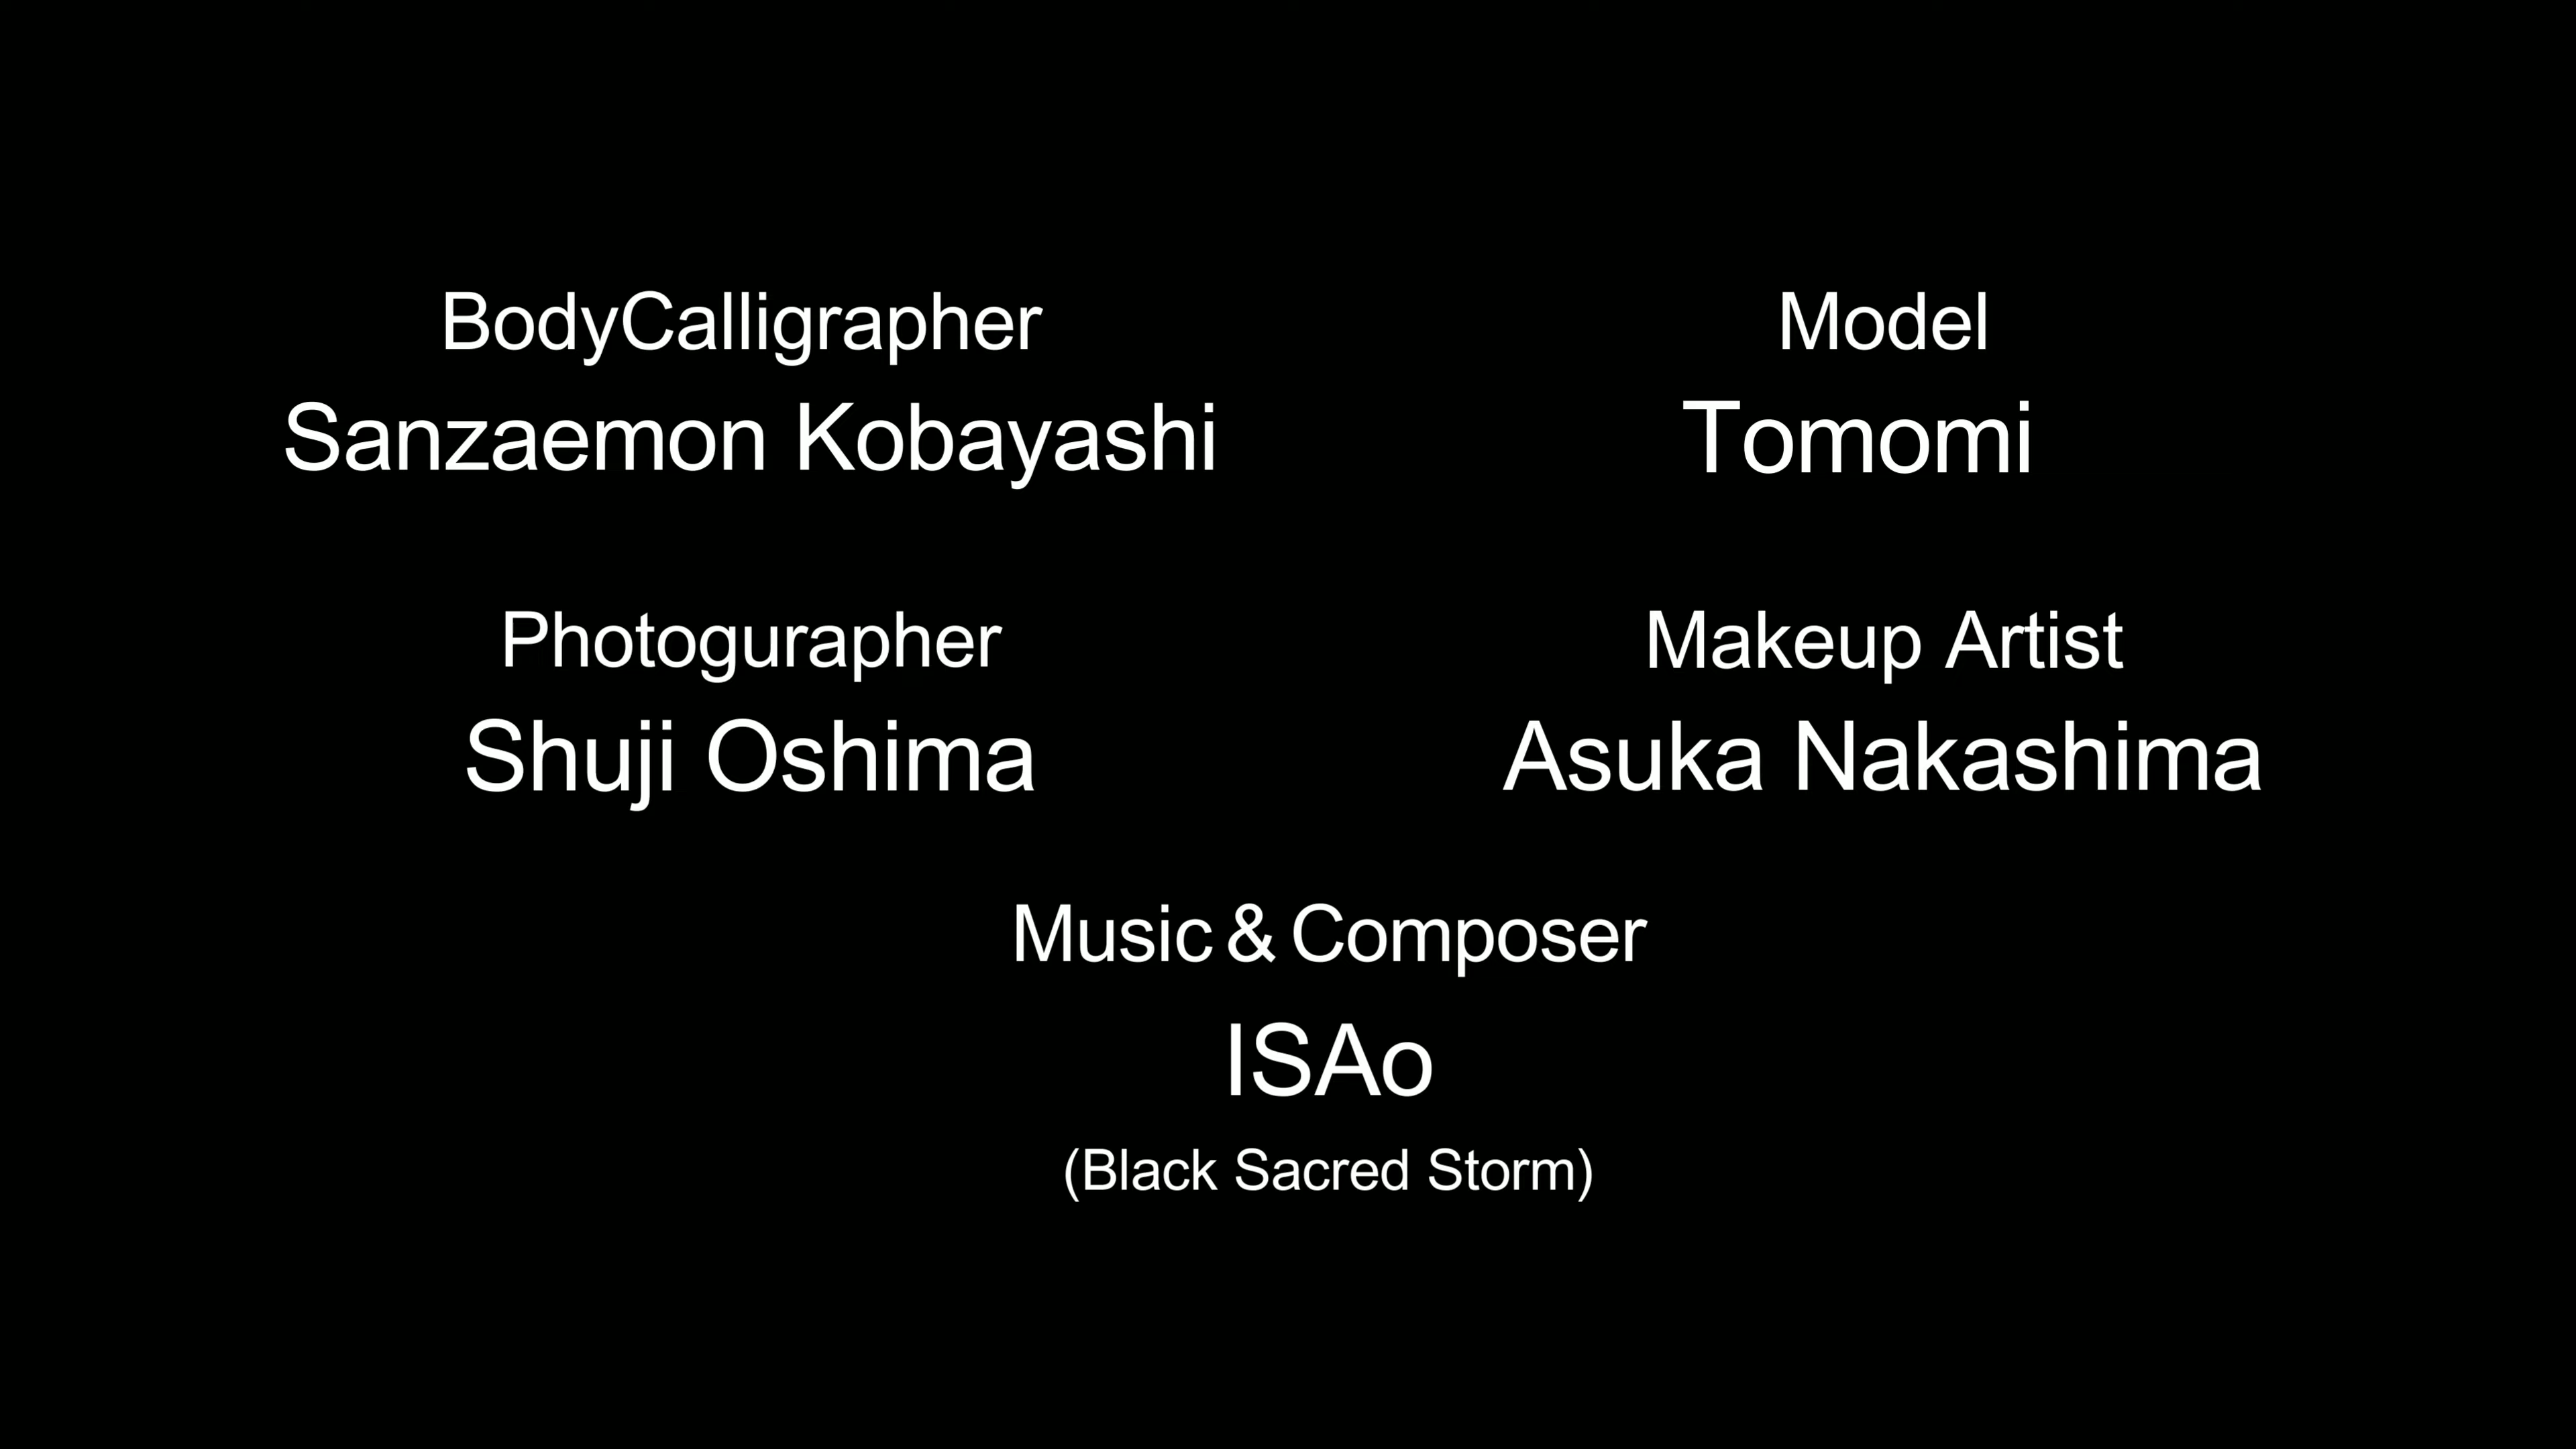 BodyCalligrapher
Sanzaemon Kobayashi
Model
Tomomi
Photogurapher
Shuji Oshima
Makeup Artist
Asuka Nakashima
Music & Composer
ISAo
(Black Sacred Storm)